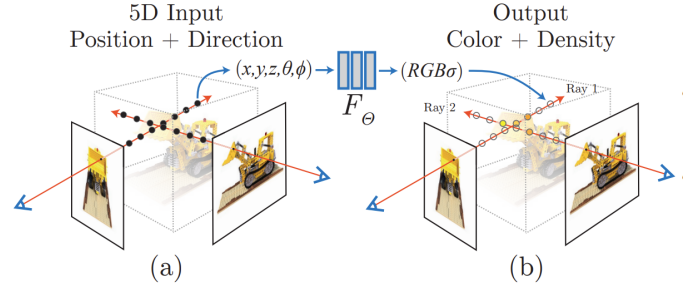 5D Input
Position + Direction
Output
Color + Density
(x,y,z,θ,ϕ)
F_Θ
(RGBσ)
Ray 1
Ray 2
(a)
(b)